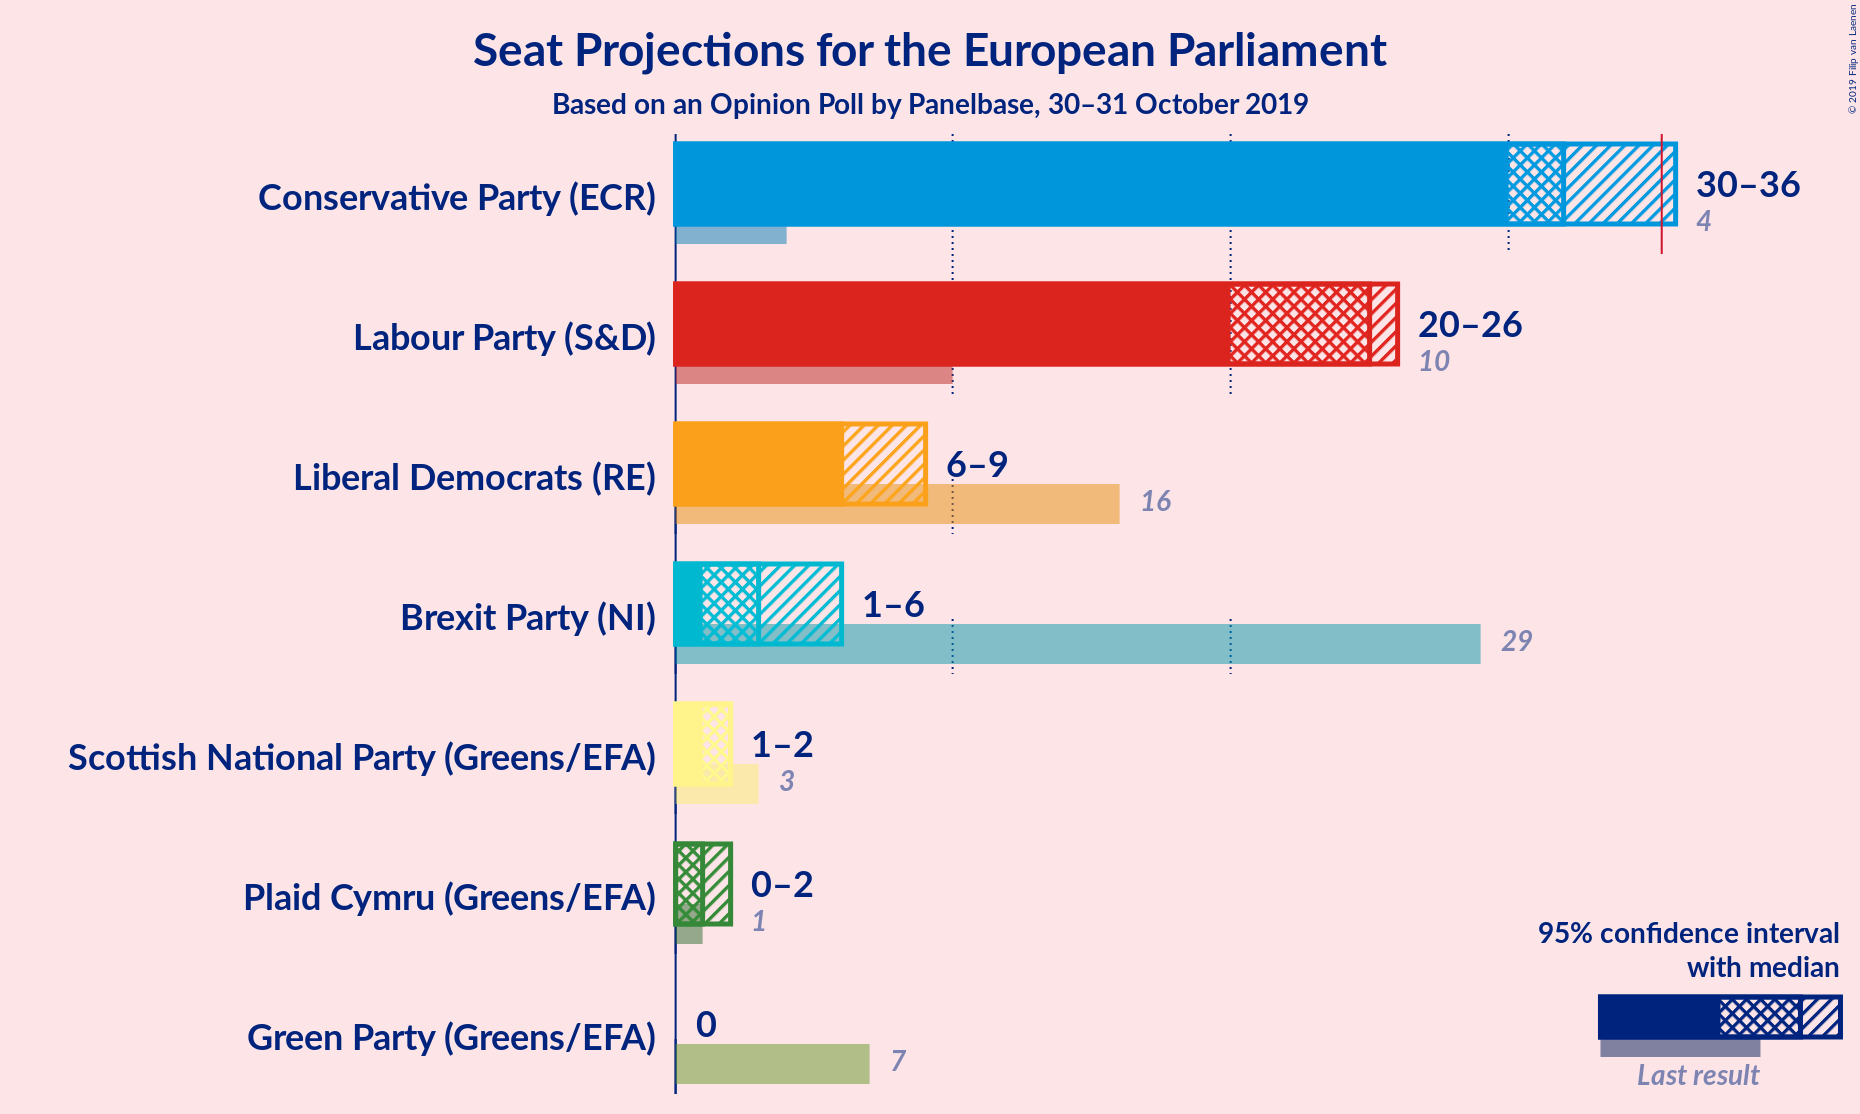 Seat Projections for the European Parliament
Based on an Opinion Poll by Panelbase, 30–31 October 2019
© 2019 Filip van Laenen
Conservative Party (ECR)
30–36
4
Labour Party (S&D)
20–26
10
Liberal Democrats (RE)
6–9
16
Brexit Party (NI)
1–6
29
Scottish National Party (Greens/EFA)
1–2
3
Plaid Cymru (Greens/EFA)
0–2
1
Green Party (Greens/EFA)
0
7
95% confidence interval
with median
Last result